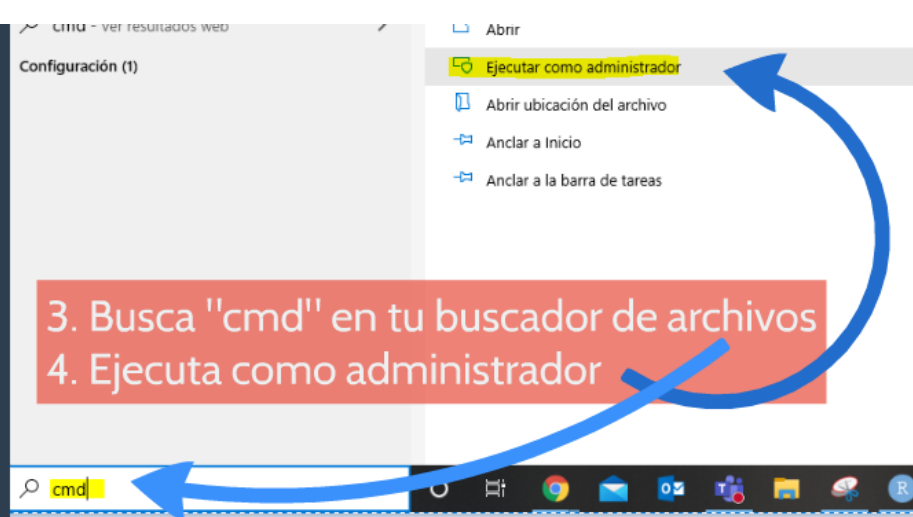 cmd - Ver resultados web
Configuración (1)
Abrir
Ejecutar como administrador
Abrir ubicación del archivo
Anclar a Inicio
Anclar a la barra de tareas
3. Busca "cmd" en tu buscador de archivos
4. Ejecuta como administrador
cmd
R